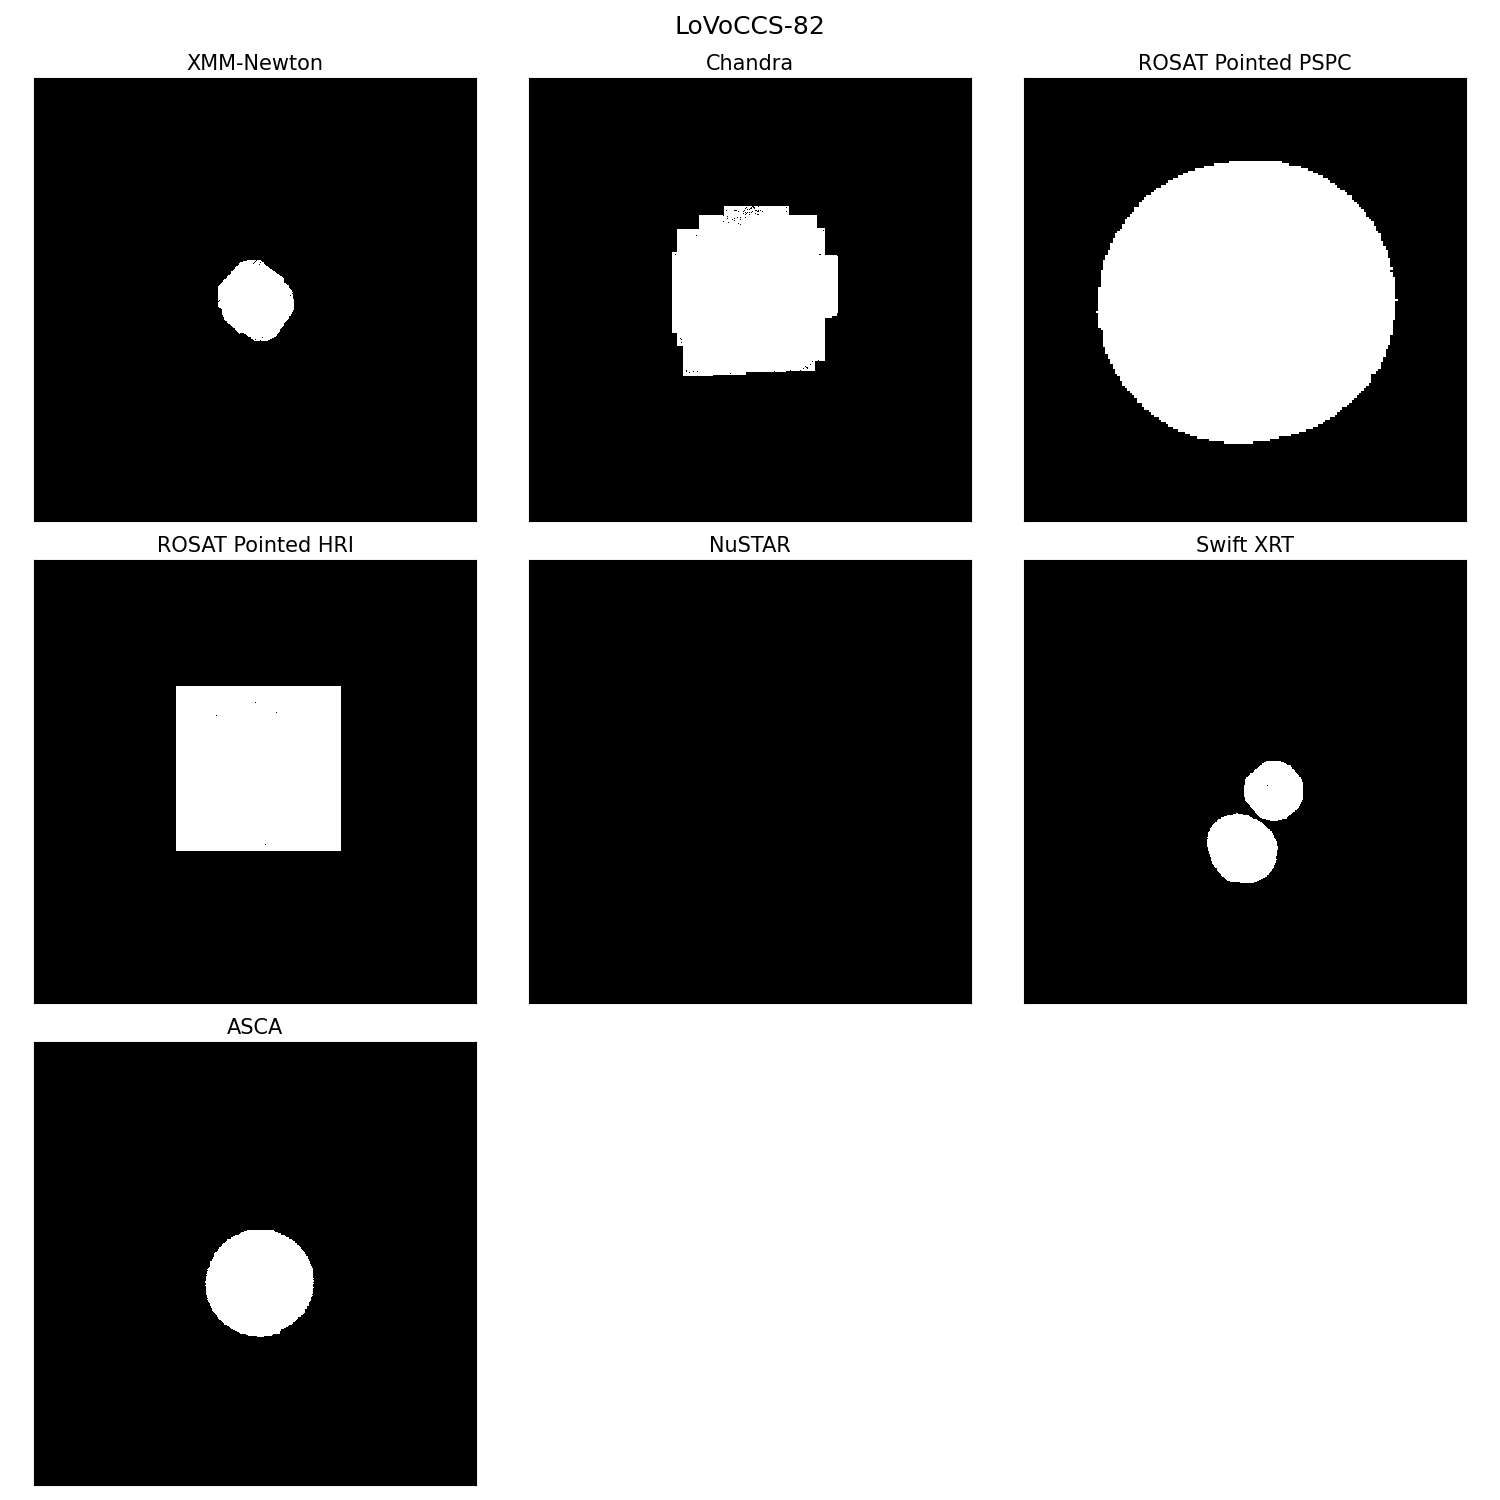 LoVoCCS-82
XMM-Newton
Chandra
ROSAT Pointed PSPC
ROSAT Pointed HRI
NuSTAR
Swift XRT
ASCA